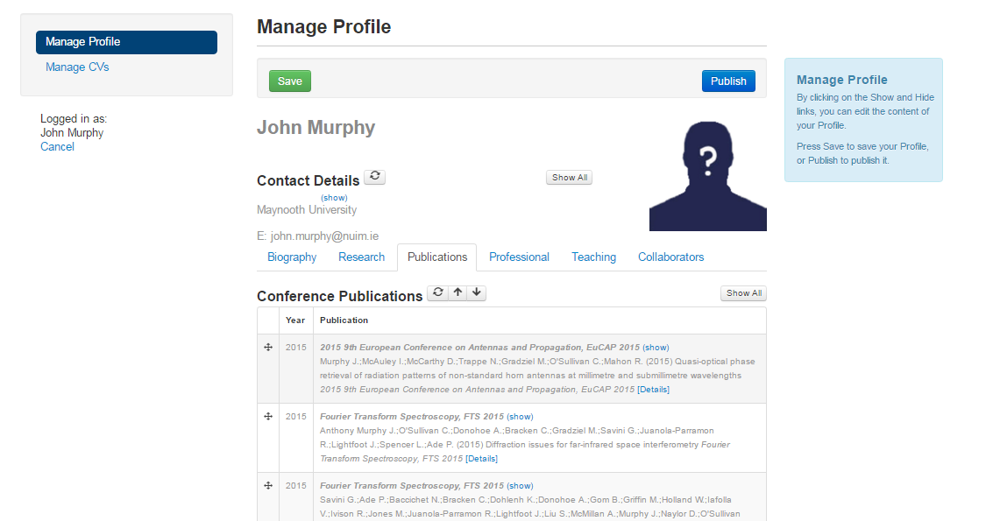 Manage Profile
Manage CVs
Logged in as:
John Murphy
Cancel
Manage Profile
Save
Publish
John Murphy
?
Contact Details
Show All
(show)
Maynooth University
E: john.murphy@nuim.ie
Biography Research Publications Professional Teaching Collaborators
Conference Publications
Show All
Year Publication
2015 2015 9th European Conference on Antennas and Propagation, EuCAP 2015 (show)
Murphy J.;McAuley I.;McCarthy D.;Trappe N.;Gradziel M.;O'Sullivan C.;Mahon R. (2015) Quasi-optical phase
retrieval of radiation patterns of non-standard horn antennas at millimetre and submillimetre wavelengths
2015 9th European Conference on Antennas and Propagation, EuCAP 2015 [Details]
2015 Fourier Transform Spectroscopy, FTS 2015 (show)
Anthony Murphy J.;O'Sullivan C.;Donohoe A.;Bracken C.;Gradziel M.;Savini G.;Juanola-Parramon
R.;Lightfoot J.;Spencer L.;Ade P. (2015) Diffraction issues for far-infrared space interferometry Fourier
Transform Spectroscopy, FTS 2015 [Details]
2015 Fourier Transform Spectroscopy, FTS 2015 (show)
Savini G.;Ade P.;Baccichet N.;Bracken C.;Dohlenh K.;Donohoe A.;Gom B.;Griffin M.;Holland W.;Iafolla
V.;Ivison R.;Jones M.;Juanola-Parramon R.;Lightfoot J.;Liu S.;McMillan A.;Murphy J.;Naylor D.;O'Sullivan
Manage Profile
By clicking on the Show and Hide
links, you can edit the content of
your Profile.
Press Save to save your Profile,
or Publish to publish it.